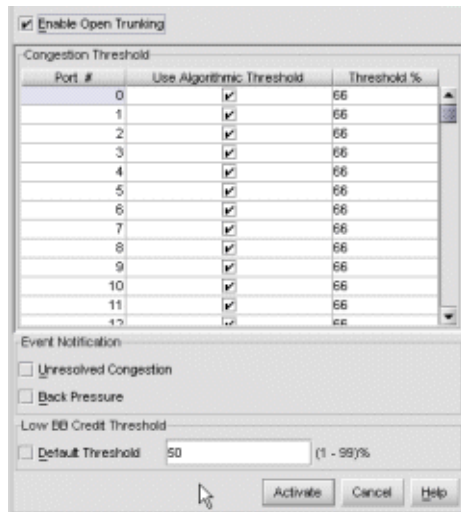 Enable Open Trunking
Congestion Threshold
Port # Use Algorithmic Threshold Threshold %
0 66
1 66
2 66
3 66
4 66
5 66
6 66
7 66
8 66
9 66
10 66
11 66
12 66
Event Notification
Unresolved Congestion
Back Pressure
Low BB Credit Threshold
Default Threshold 50 (1 - 99)%
Activate Cancel Help